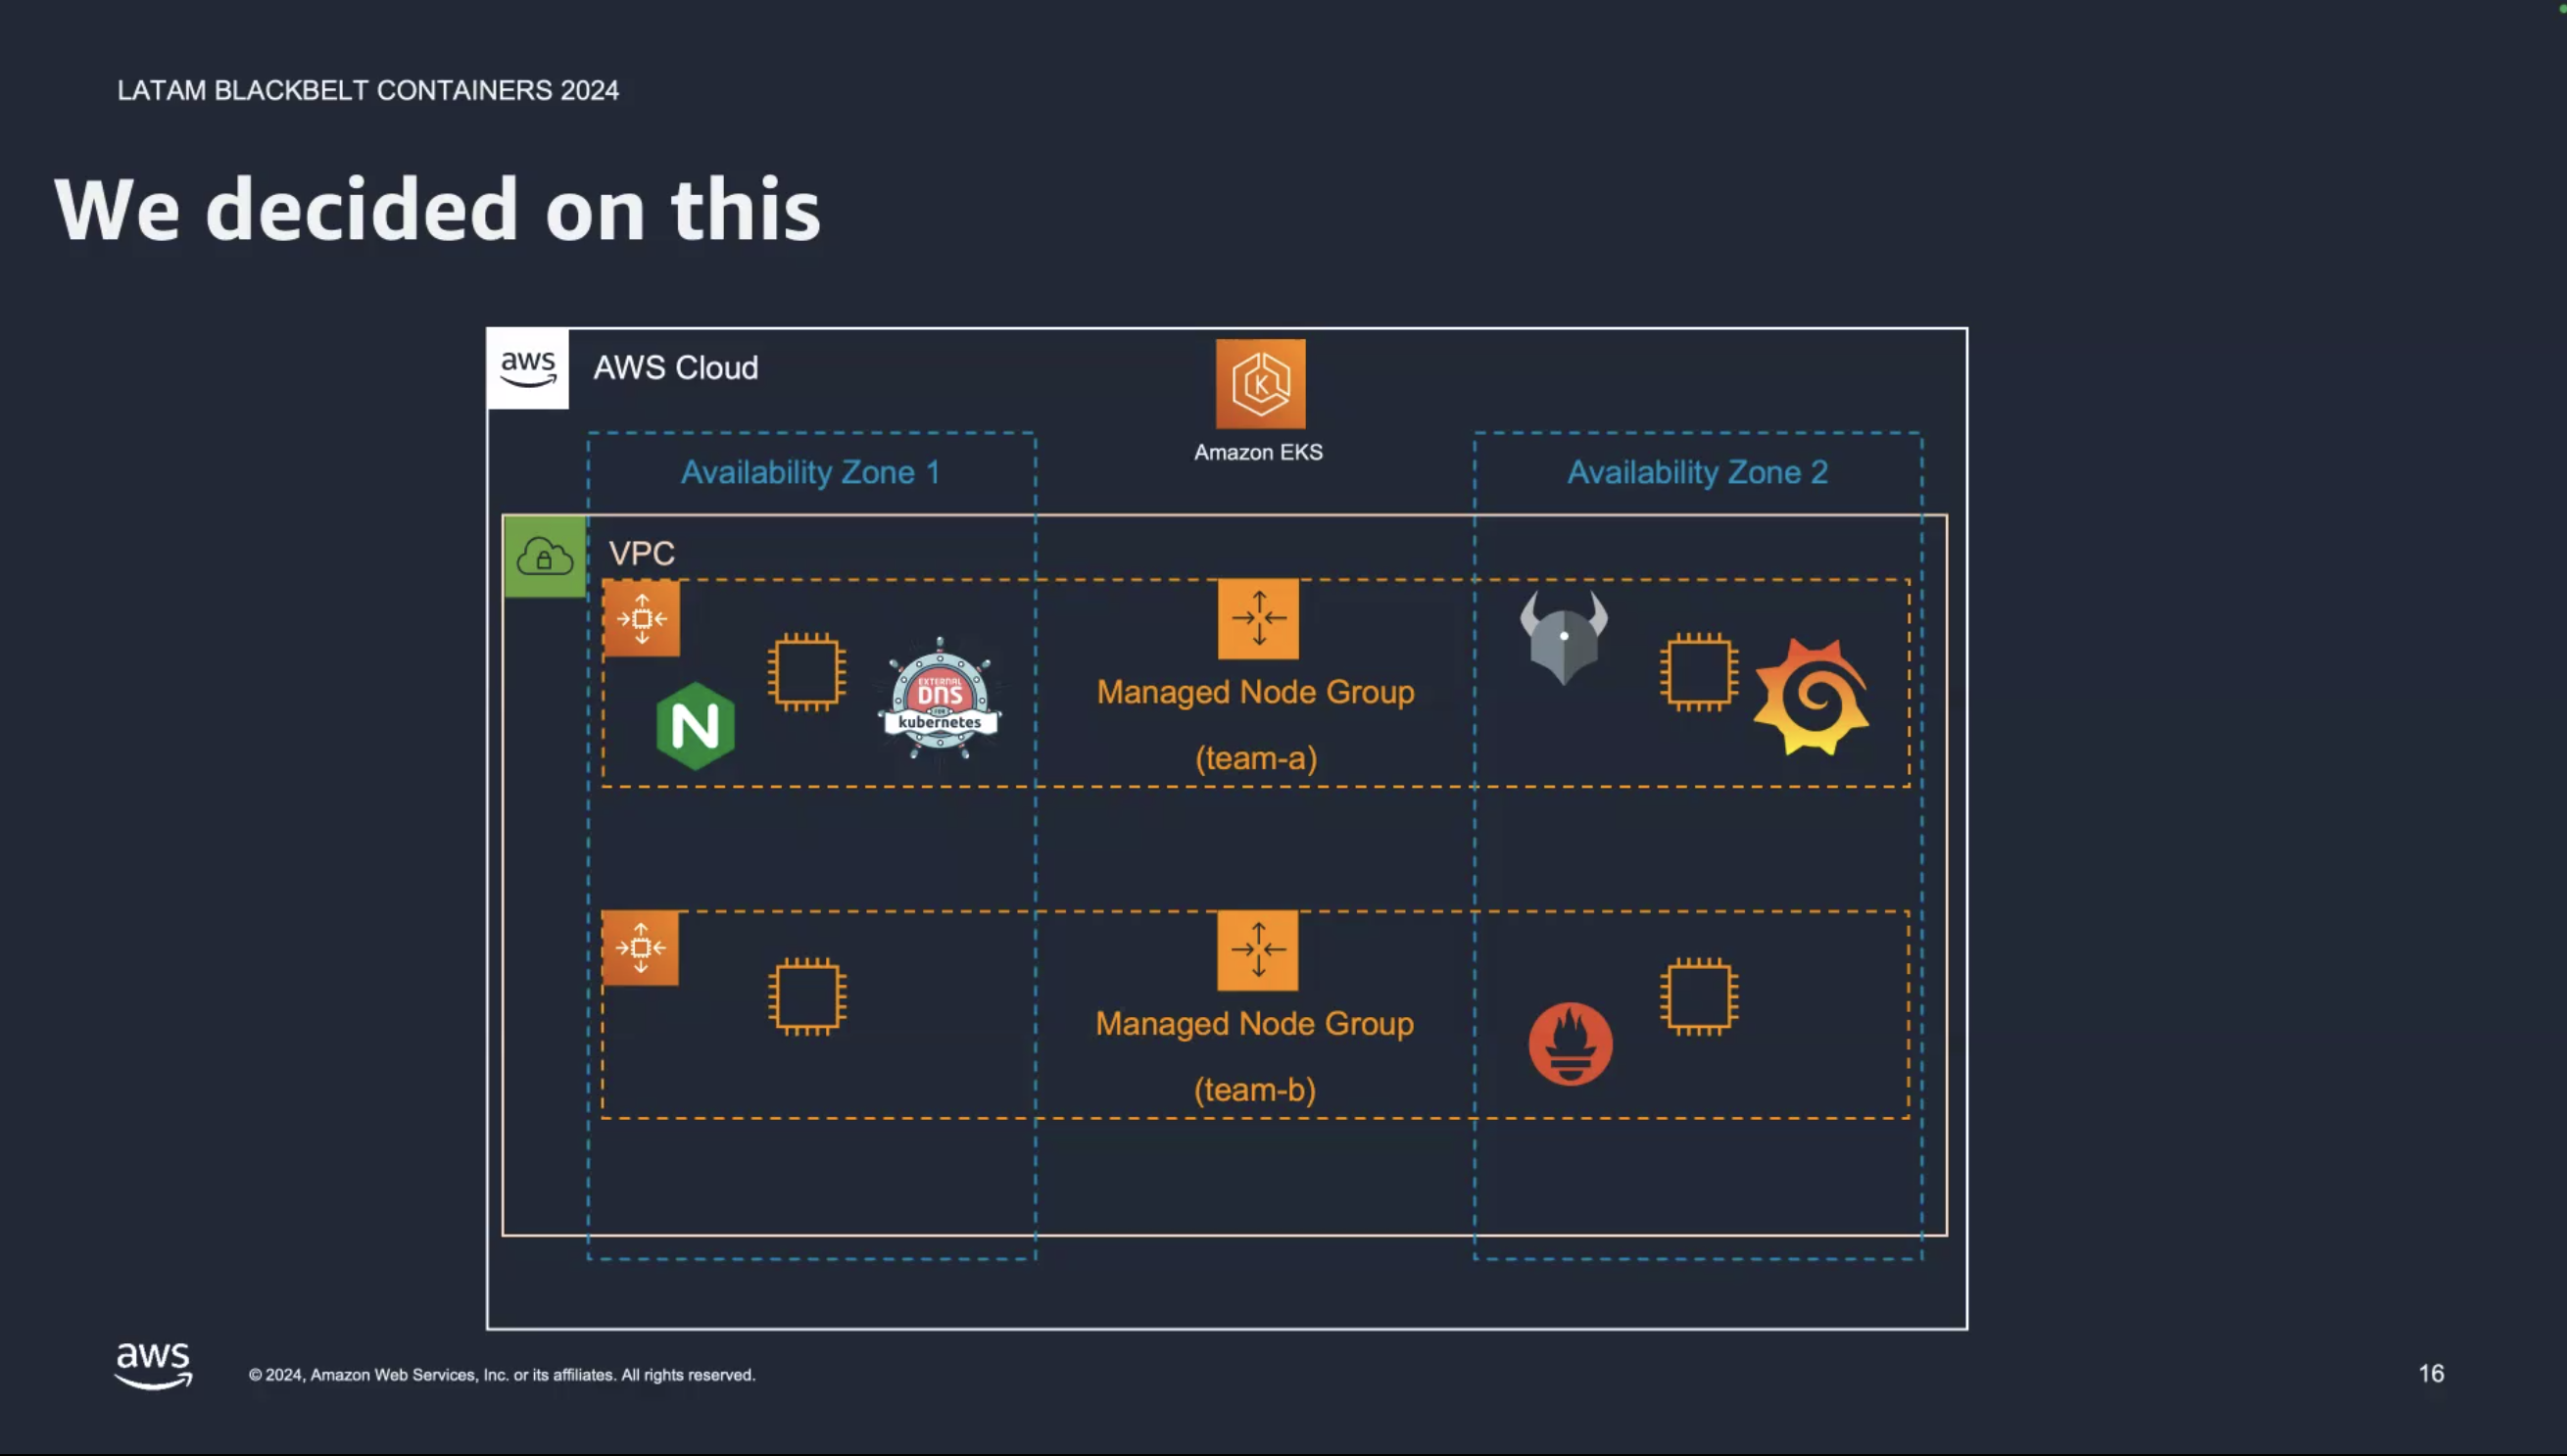 LATAM BLACKBELT CONTAINERS 2024
We decided on this
aws
AWS Cloud
K
Amazon EKS
Availability Zone 1
Availability Zone 2
VPC
N
EXTERNAL
DNS
FOR
kubernetes
Managed Node Group
(team-a)
Managed Node Group
(team-b)
aws
© 2024, Amazon Web Services, Inc. or its affiliates. All rights reserved.
16